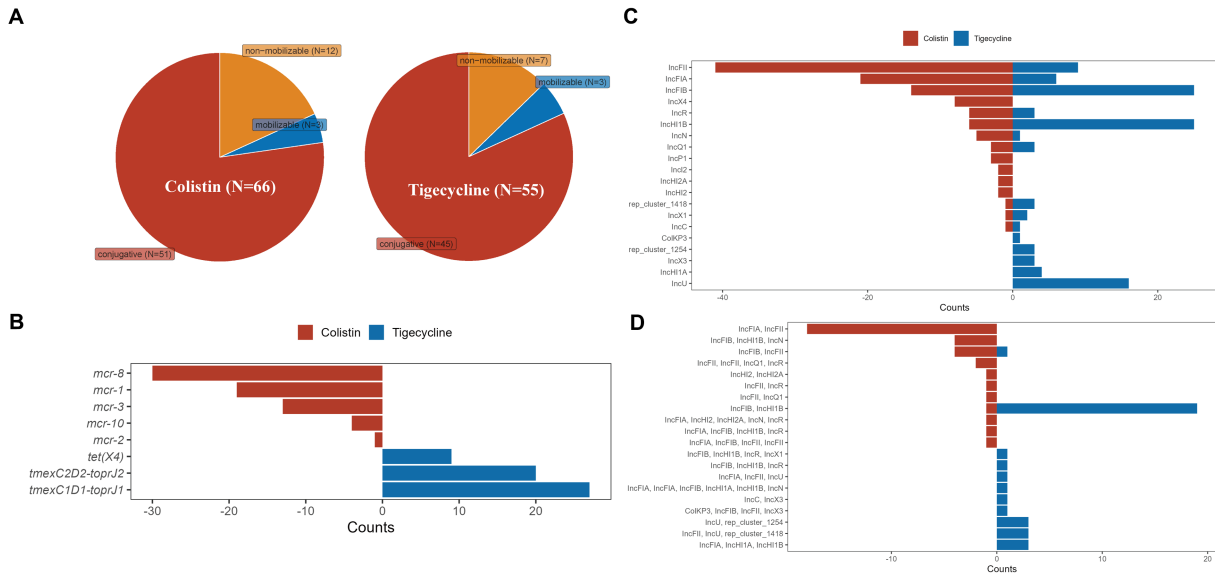 A
non−mobilizable (N=12)
mobilizable (N=3)
Colistin (N=66)
conjugative (N=51)
non−mobilizable (N=7)
mobilizable (N=3)
Tigecycline (N=55)
conjugative (N=45)
B
Colistin
Tigecycline
mcr-8
mcr-1
mcr-3
mcr-10
mcr-2
tet(X4)
tmexC2D2-toprJ2
tmexC1D1-toprJ1
-30
-20
-10
0
10
20
Counts
C
Colistin
Tigecycline
IncFII
IncFIA
IncFIB
IncX4
IncR
IncHI1B
IncN
IncQ1
IncP1
IncI2
IncHI2A
IncHI2
rep_cluster_1418
IncX1
IncC
ColKP3
rep_cluster_1254
IncX3
IncHI1A
IncU
-40
-20
0
20
Counts
D
IncFIA, IncFII
IncFIB, IncHI1B, IncN
IncFIB, IncFII
IncFII, IncFII, IncQ1, IncR
IncHI2, IncHI2A
IncFII, IncR
IncFII, IncQ1
IncFIB, IncHI1B
IncFIA, IncHI2, IncHI2A, IncN, IncR
IncFIA, IncFIB, IncHI1B, IncR
IncFIA, IncFIB, IncFII, IncFII
IncFIB, IncHI1B, IncR, IncX1
IncFIB, IncHI1B, IncR
IncFIA, IncFII, IncU
IncFIA, IncFIA, IncFIB, IncHI1A, IncHI1B, IncN
IncC, IncX3
ColKP3, IncFIB, IncFII, IncX3
IncU, rep_cluster_1254
IncFII, IncU, rep_cluster_1418
IncFIA, IncHI1A, IncHI1B
-10
0
10
20
Counts